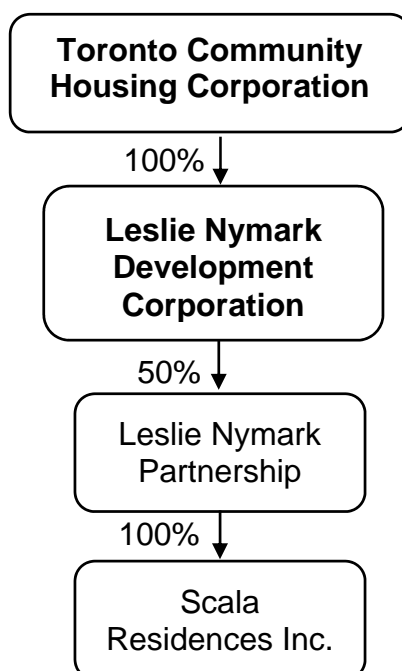 Toronto Community
Housing Corporation
100%
Leslie Nymark
Development
Corporation
50%
Leslie Nymark
Partnership
100%
Scala
Residences Inc.